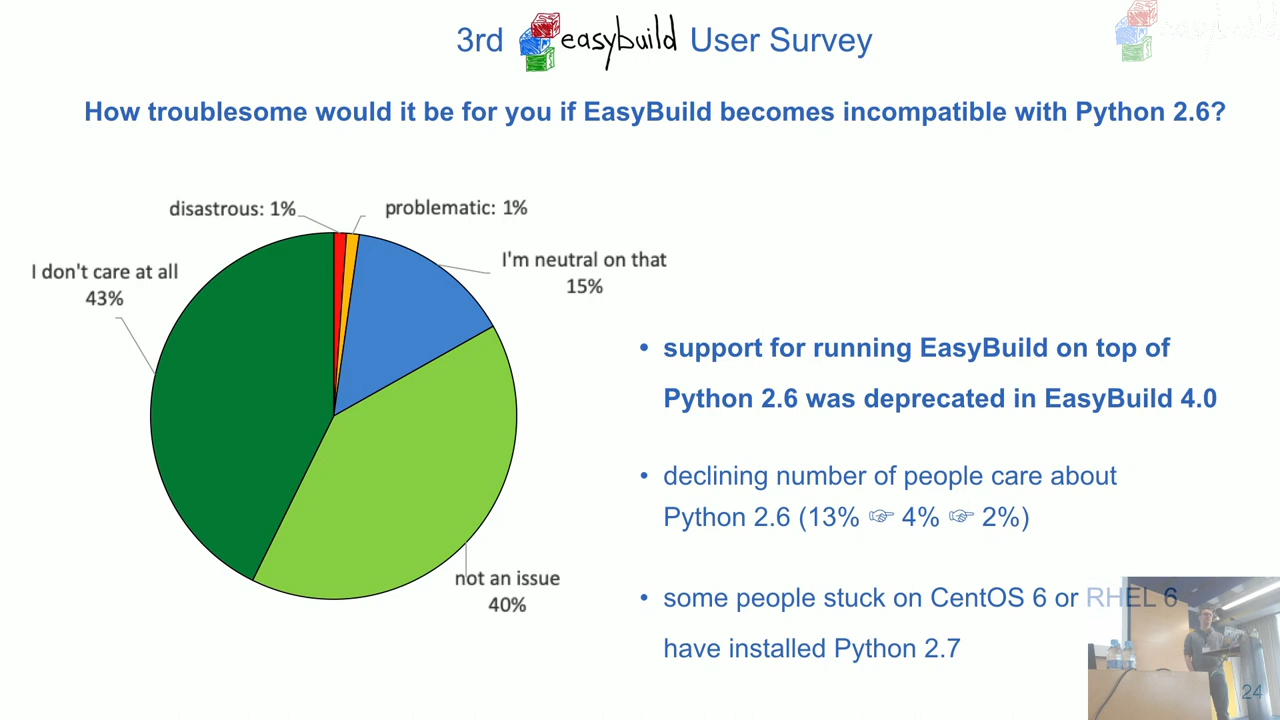 3rd easybuild User Survey
easybuild
How troublesome would it be for you if EasyBuild becomes incompatible with Python 2.6?
disastrous: 1%
problematic: 1%
I'm neutral on that
15%
I don't care at all
43%
not an issue
40%
• support for running EasyBuild on top of
Python 2.6 was deprecated in EasyBuild 4.0
• declining number of people care about
Python 2.6 (13% ☞ 4% ☞ 2%)
• some people stuck on CentOS 6 or RHEL 6
have installed Python 2.7
24